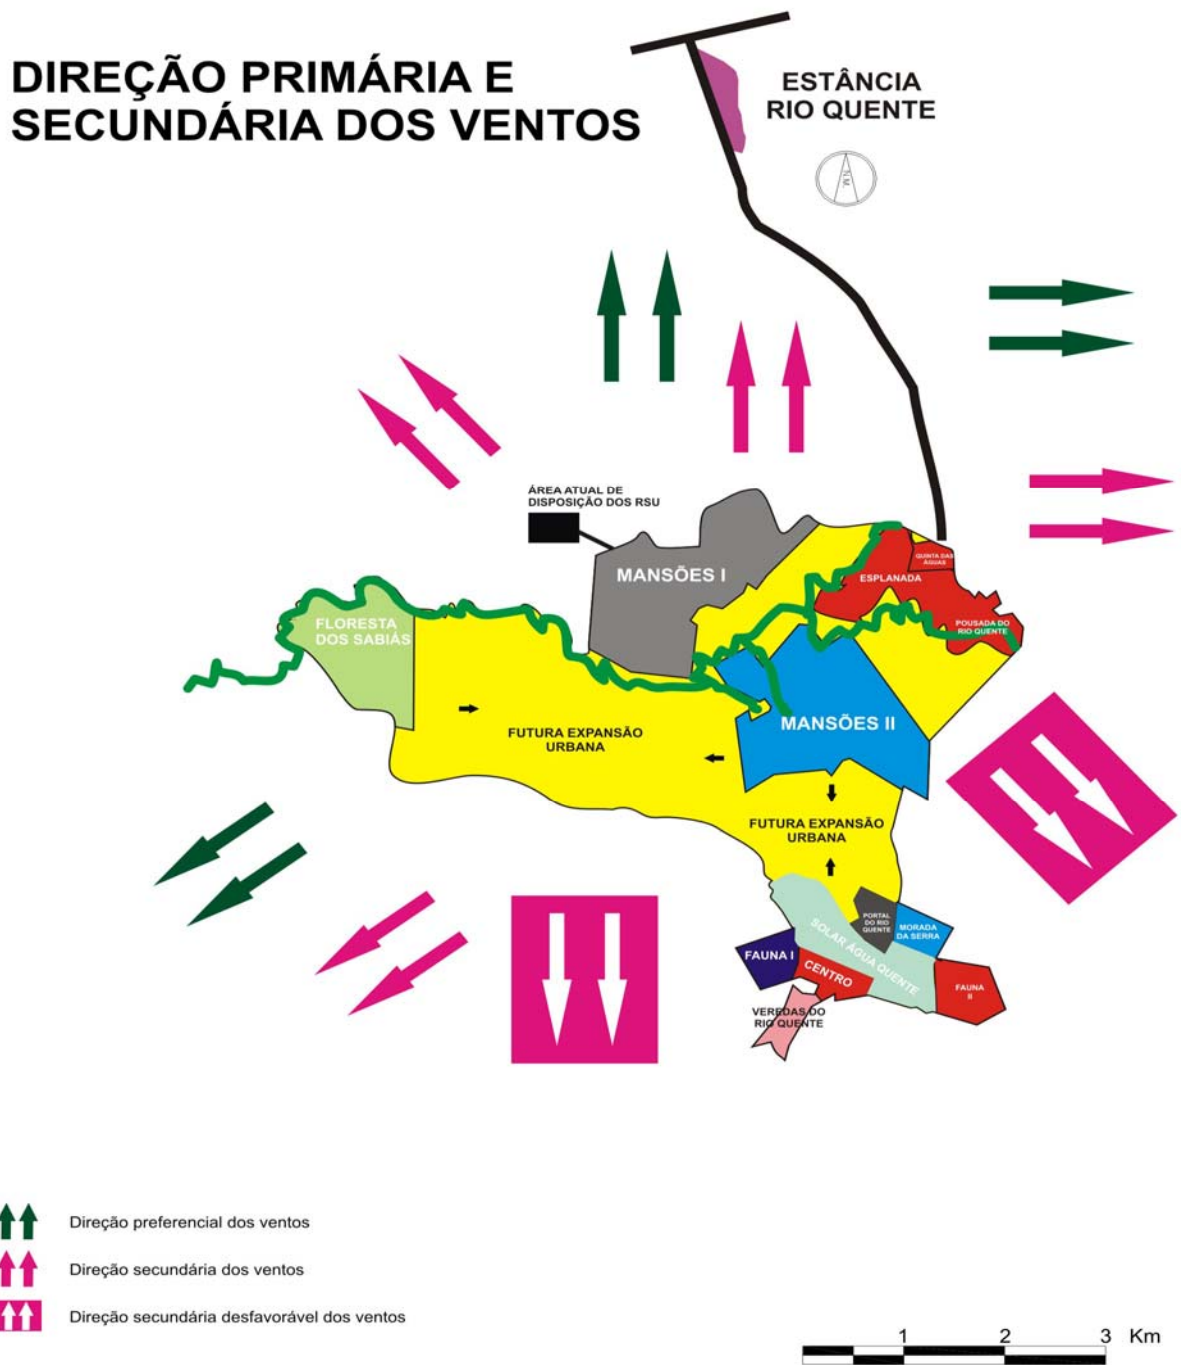 DIREÇÃO PRIMÁRIA E
SECUNDÁRIA DOS VENTOS
ESTÂNCIA
RIO QUENTE
N.M.
ÁREA ATUAL DE
DISPOSIÇÃO DOS RSU
MANSÕES I
QUINTA DAS
ÁGUAS
ESPLANADA
POUSADA DO
RIO QUENTE
FLORESTA
DOS SABIÁS
MANSÕES II
FUTURA EXPANSÃO
URBANA
FUTURA EXPANSÃO
URBANA
PORTAL
DO RIO
QUENTE
MORADA
DA SERRA
SOLAR ÁGUA QUENTE
FAUNA I
CENTRO
FAUNA
II
VEREDAS DO
RIO QUENTE
Direção preferencial dos ventos
Direção secundária dos ventos
Direção secundária desfavorável dos ventos
1 2 3 Km